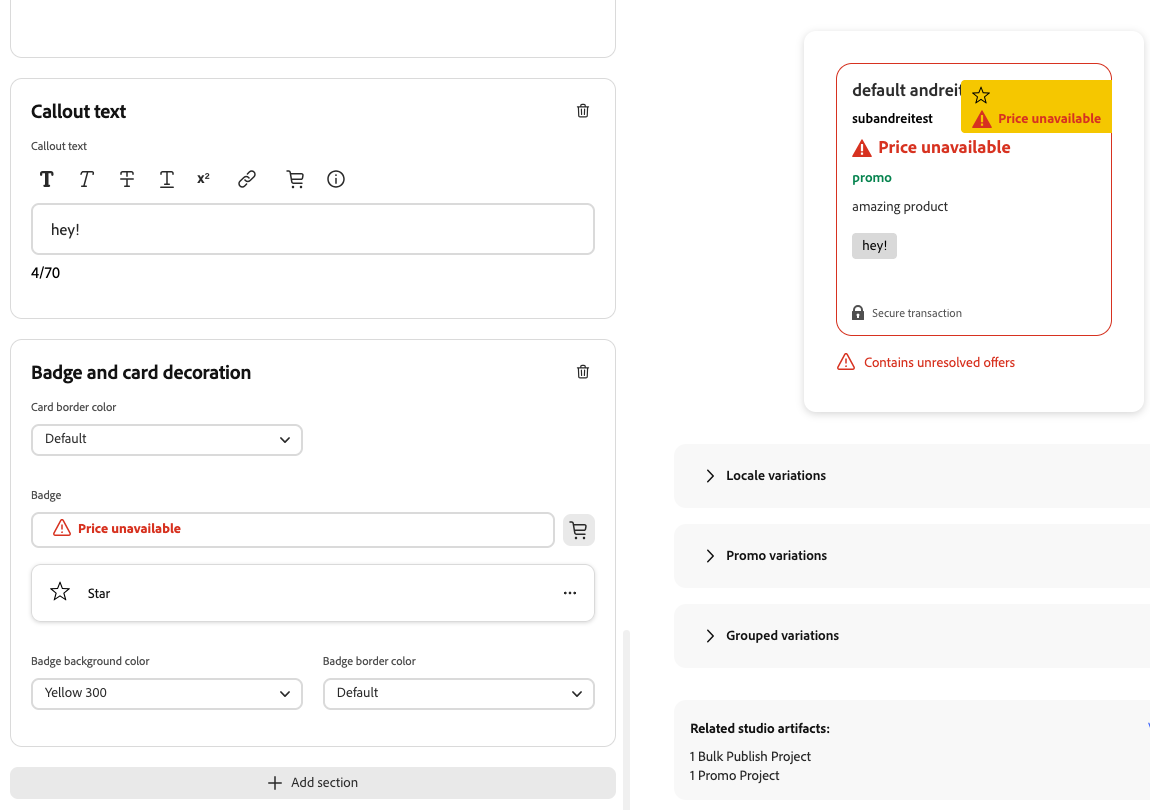 Callout text
Callout text
T T T T x²
hey!
4/70
Badge and card decoration
Card border color
Default
Badge
Price unavailable
Star
Badge background color
Badge border color
Yellow 300
Default
Add section
default andreit
subandreitest
Price unavailable
Price unavailable
promo
amazing product
hey!
Secure transaction
Contains unresolved offers
Locale variations
Promo variations
Grouped variations
Related studio artifacts:
1 Bulk Publish Project
1 Promo Project